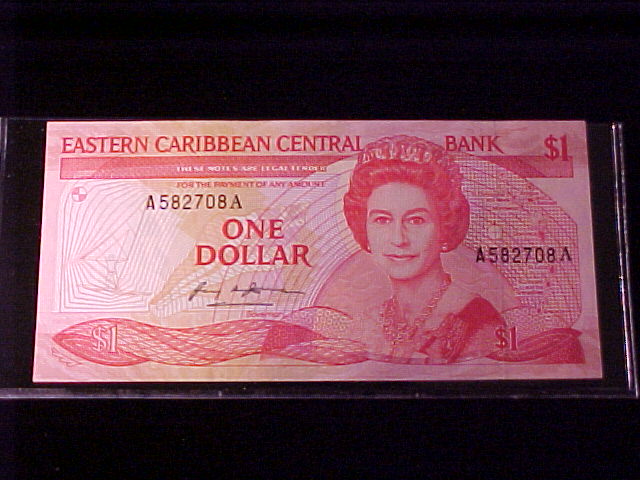 EASTERN CARIBBEAN CENTRAL BANK $1
THESE NOTES ARE LEGAL TENDER
FOR THE PAYMENT OF ANY AMOUNT
A582708A
ONE
DOLLAR
A582708A
Governor
$1
$1